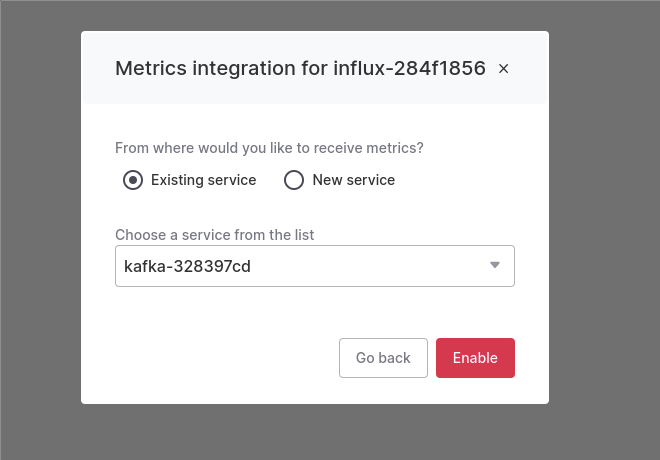 Metrics integration for influx-284f1856 ×
From where would you like to receive metrics?
Existing service New service
Choose a service from the list
kafka-328397cd
Go back Enable